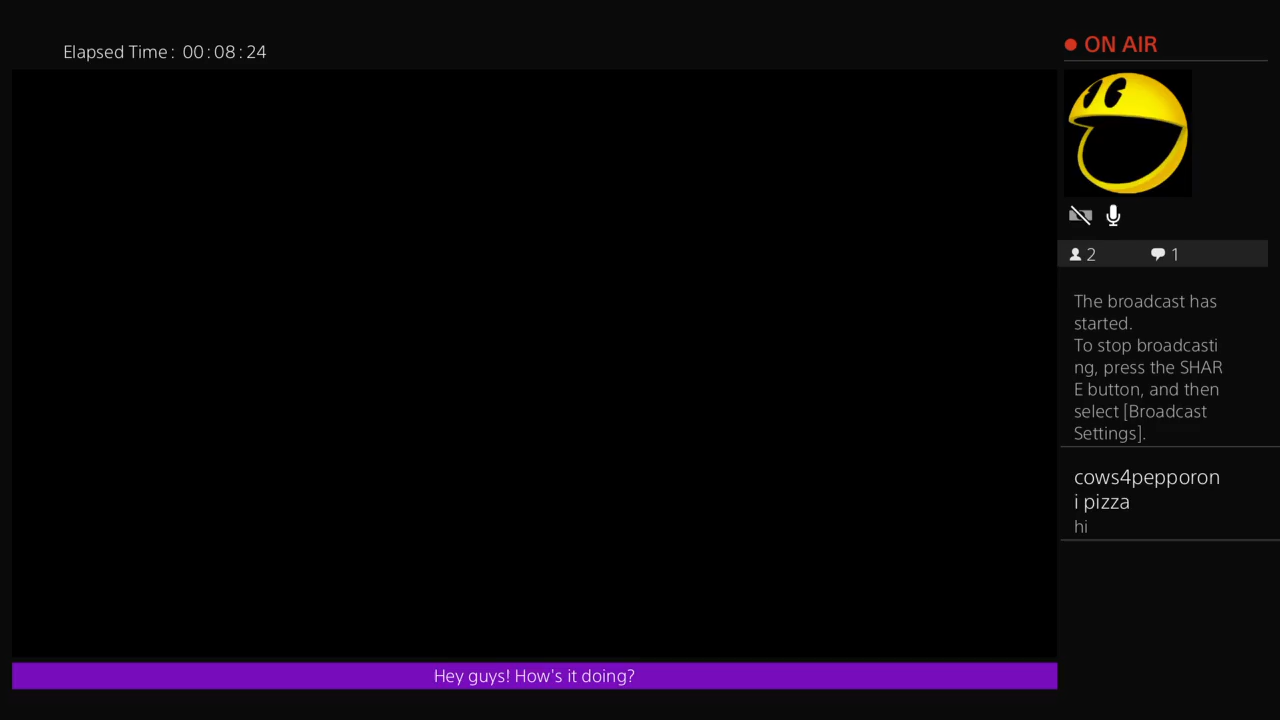 Elapsed Time: 00:08:24
ON AIR
2 1
The broadcast has
started.
To stop broadcasti
ng, press the SHAR
E button, and then
select [Broadcast
Settings].
cows4pepporon
i pizza
hi
Hey guys! How's it doing?